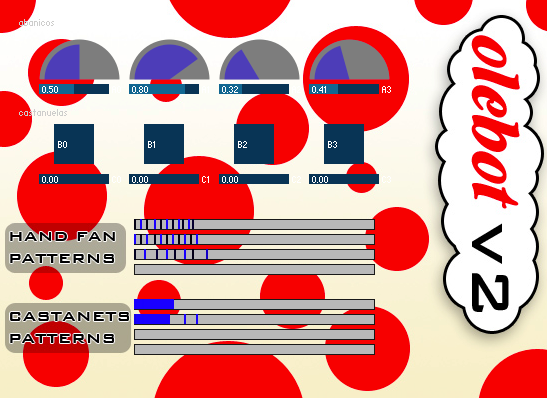 abanicos
0.50
0.80
0.32
0.41 A3
castanuelas
B0
B1
B2
B3
0.00
0.00 C1
0.00
0.00
HAND FAN
PATTERNS
CASTANETS
PATTERNS
olebot v2